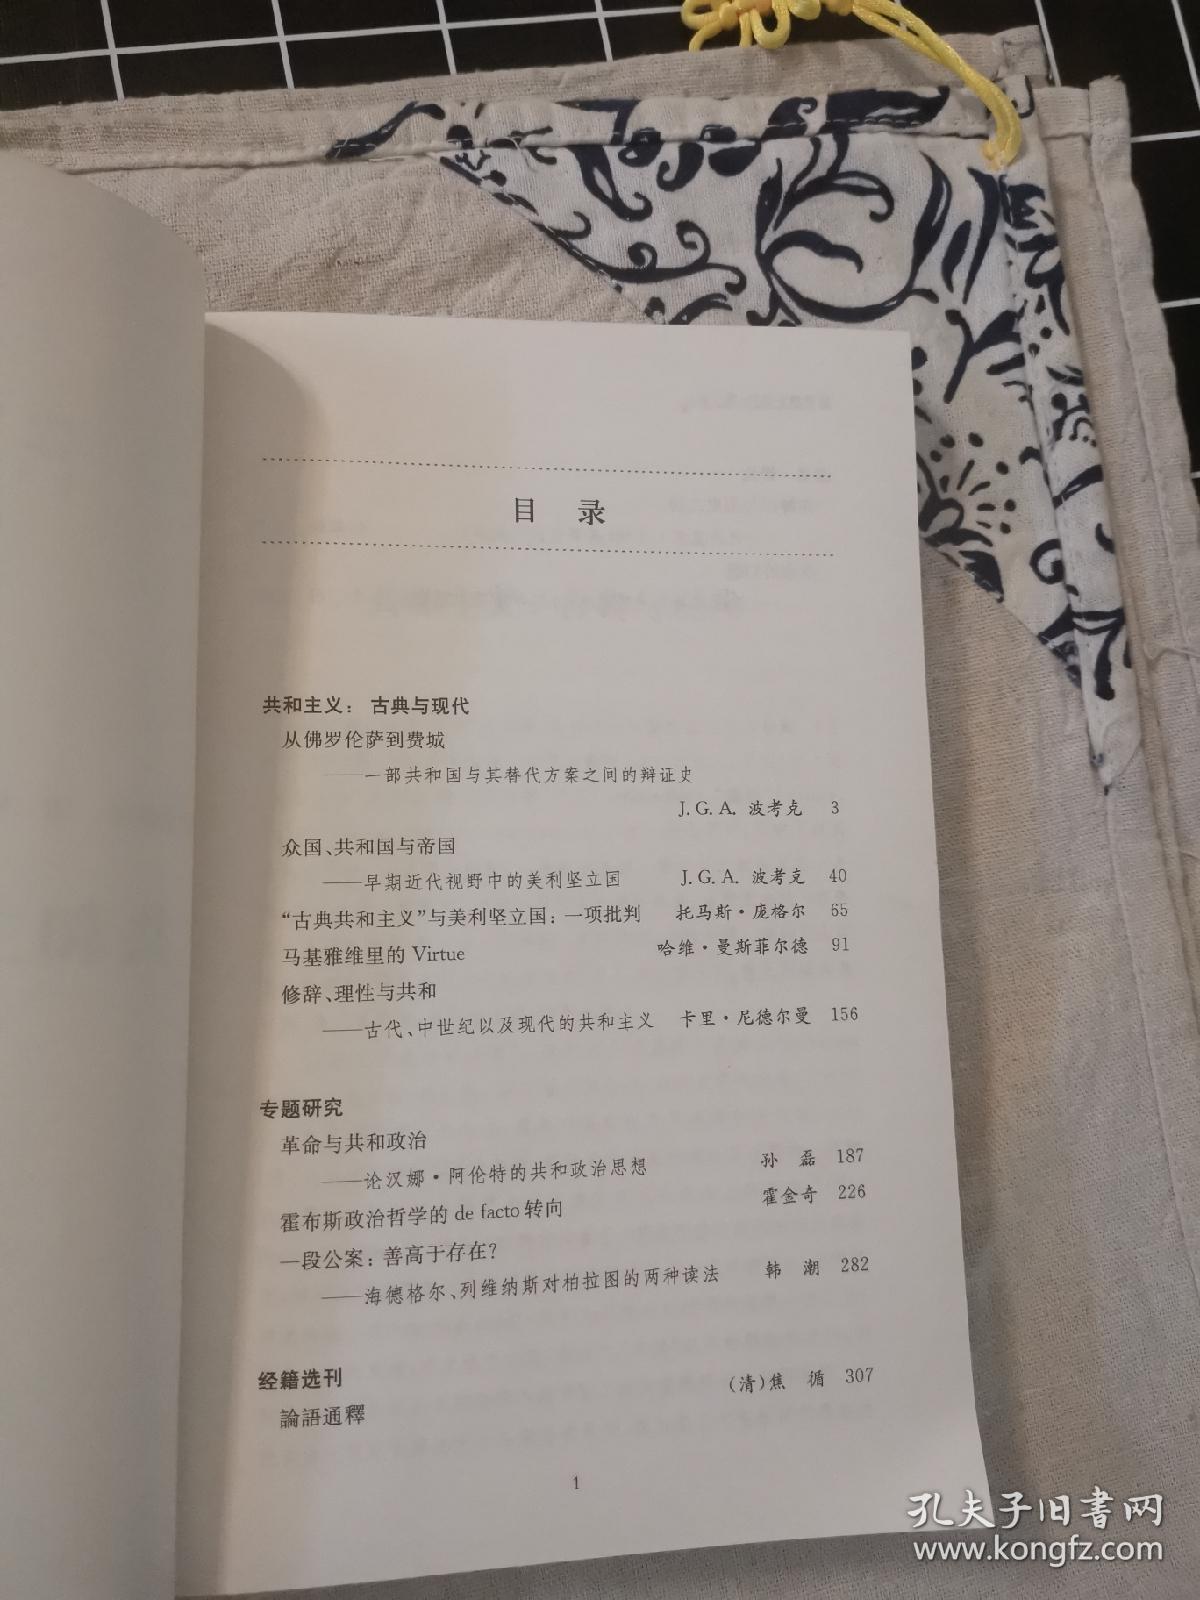 目 录
共和主义：古典与现代
从佛罗伦萨到费城
——一部共和国与其替代方案之间的辩证史
J. G. A. 波考克 3
众国、共和国与帝国
——早期近代视野中的美利坚立国 J. G. A. 波考克 40
“古典共和主义”与美利坚立国：一项批判 托马斯·庞格尔 65
马基雅维里的 Virtue 哈维·曼斯菲尔德 91
修辞、理性与共和
——古代、中世纪以及现代的共和主义 卡里·尼德尔曼 156
专题研究
革命与共和政治
——论汉娜·阿伦特的共和政治思想 孙 磊 187
霍布斯政治哲学的 de facto 转向 霍金奇 226
一段公案：善高于存在？
——海德格尔、列维纳斯对柏拉图的两种读法 韩 潮 282
经籍选刊
論語通釋 （清）焦 循 307
1
孔夫子旧書网
www.kongfz.com